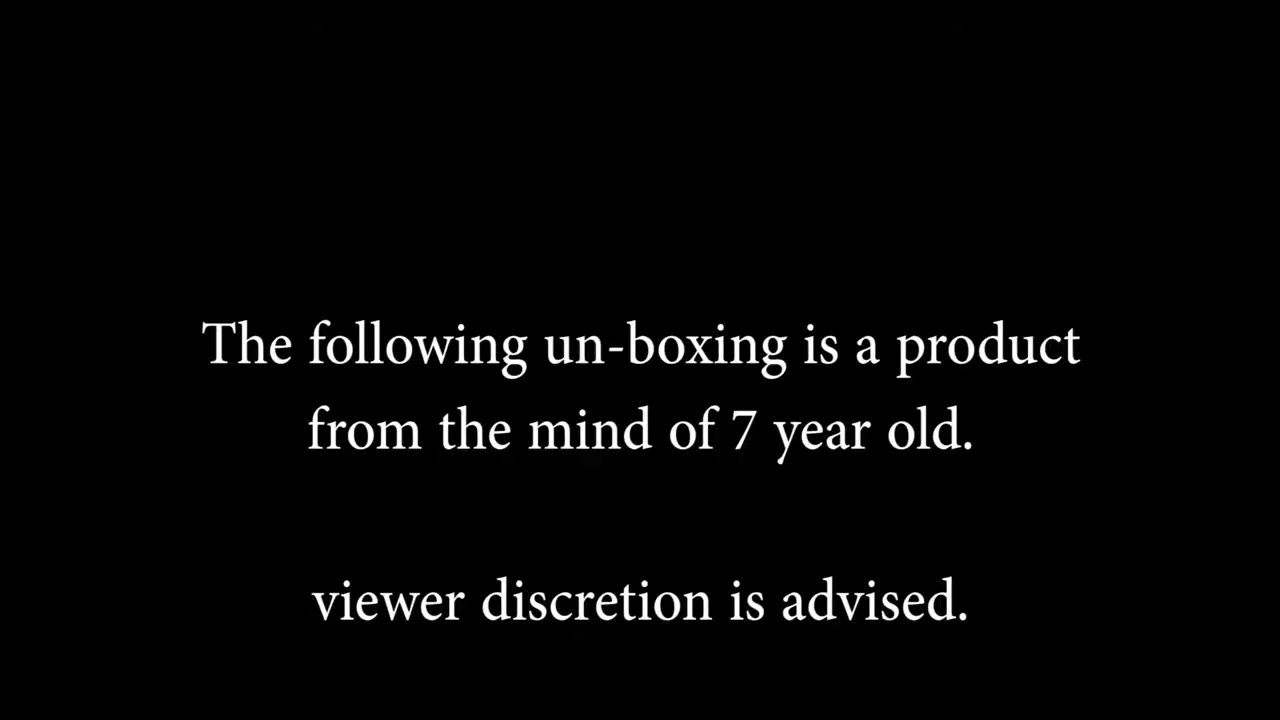 The following un-boxing is a product
from the mind of 7 year old.
viewer discretion is advised.